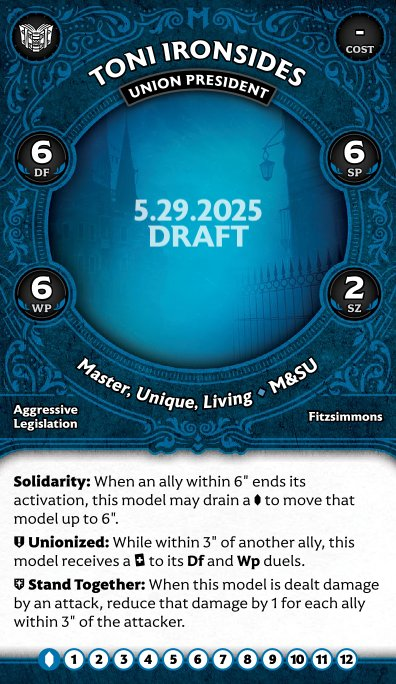 -
COST
TONI IRONSIDES
UNION PRESIDENT
6
DF
6
SP
5.29.2025
DRAFT
6
WP
2
SZ
Master, Unique, Living ⬥ M&SU
Aggressive
Legislation
Fitzsimmons
Solidarity: When an ally within 6" ends its
activation, this model may drain a to move that
model up to 6".
Unionized: While within 3" of another ally, this
model receives a + to its Df and Wp duels.
Stand Together: When this model is dealt damage
by an attack, reduce that damage by 1 for each ally
within 3" of the attacker.
1 2 3 4 5 6 7 8 9 10 11 12